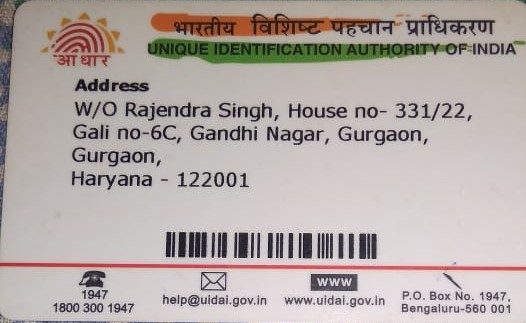 भारतीय विशिष्ट पहचान प्राधिकरण
UNIQUE IDENTIFICATION AUTHORITY OF INDIA
आधार
Address
W/O Rajendra Singh, House no- 331/22,
Gali no-6C, Gandhi Nagar, Gurgaon,
Gurgaon,
Haryana - 122001
WWW
1947
1800 300 1947
help@uidai.gov.in
www.uidai.gov.in
P.O. Box No. 1947,
Bengaluru-560 001